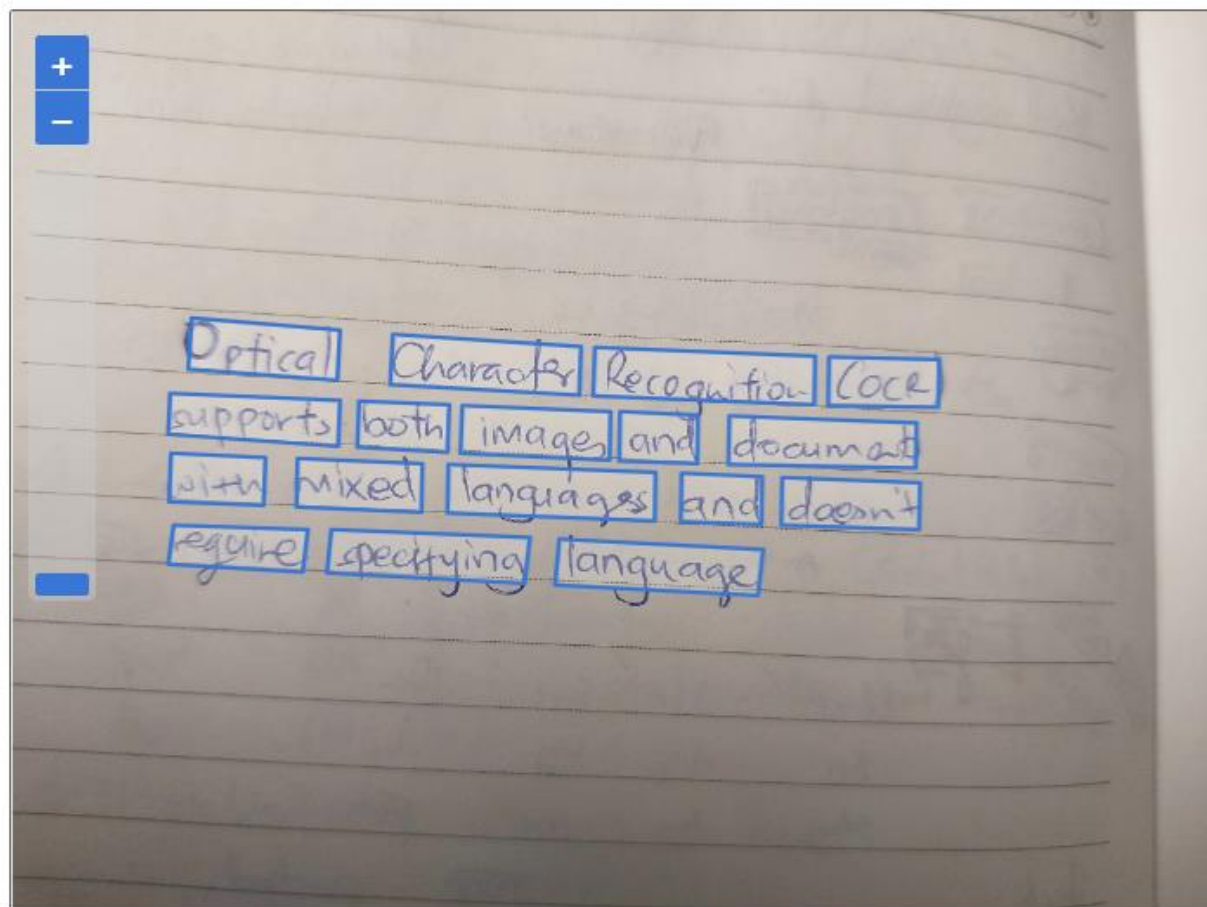 Optical Character Recognition (OCR
supports both images and document
with mixed languages and doesn't
require specifying language